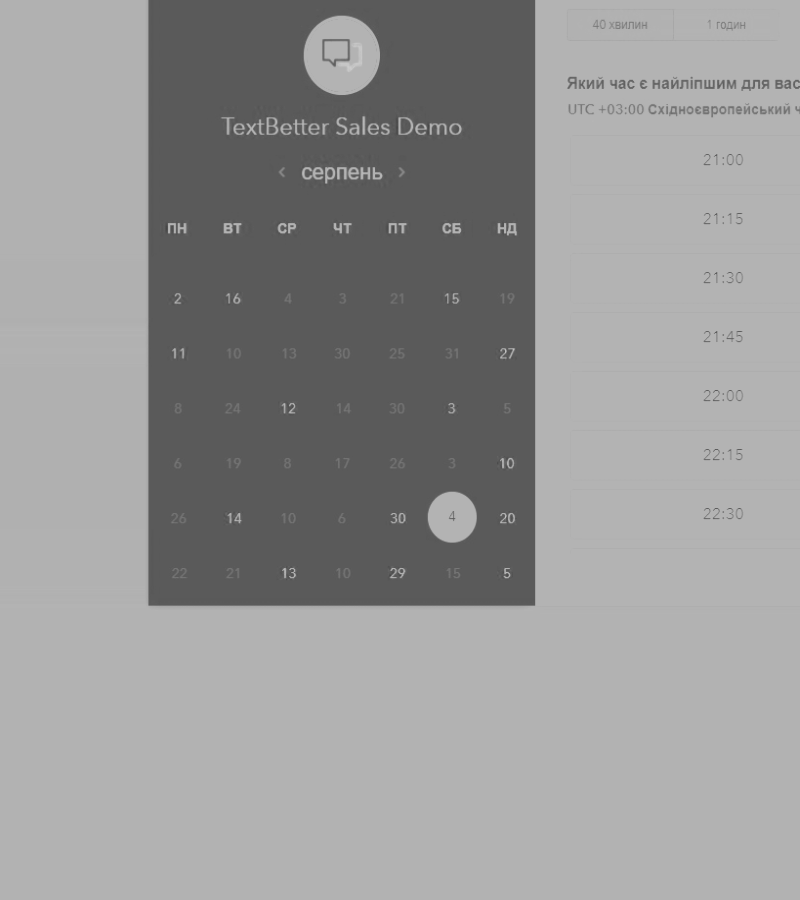 TextBetter Sales Demo
серпень
ПН ВТ СР ЧТ ПТ СБ НД
2 16 4 3 21 15 19
11 10 13 30 25 31 27
8 24 12 14 30 3 5
6 19 8 17 26 3 10
26 14 10 6 30 4 20
22 21 13 10 29 15 5
40 хвилин 1 годин
Який час є найліпшим для вас
UTC +03:00 Східноєвропейський ч
21:00
21:15
21:30
21:45
22:00
22:15
22:30